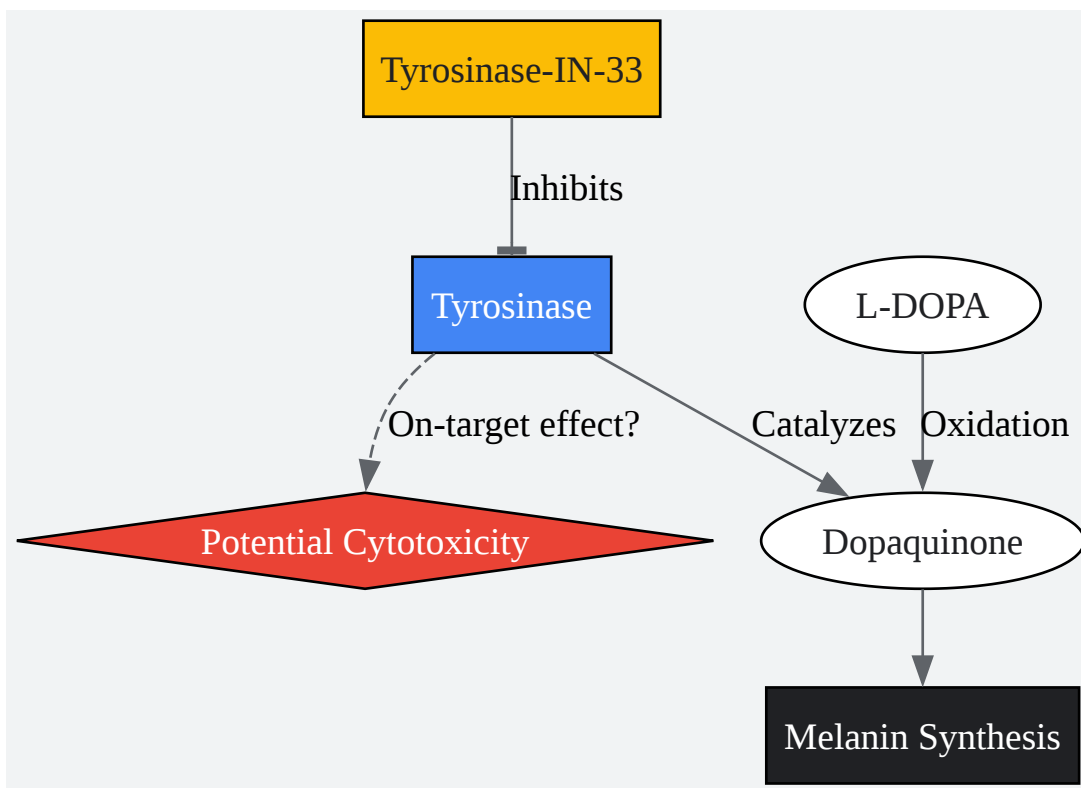 Tyrosinase-IN-33
Inhibits
Tyrosinase
L-DOPA
On-target effect?
Catalyzes
Oxidation
Potential Cytotoxicity
Dopaquinone
Melanin Synthesis